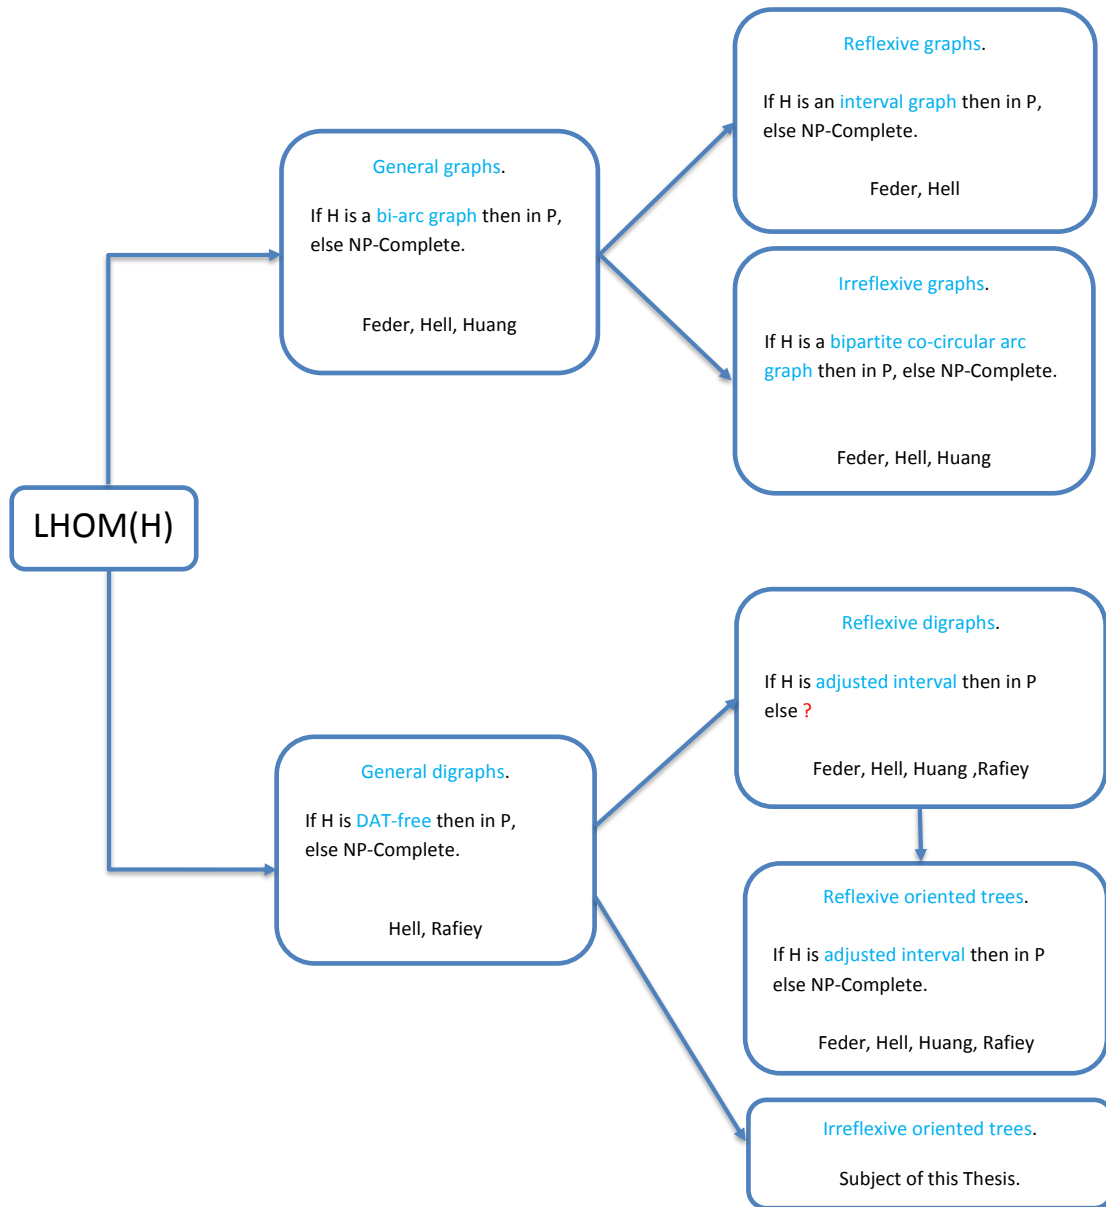 Reflexive graphs.
If H is an interval graph then in P,
else NP-Complete.
Feder, Hell
General graphs.
If H is a bi-arc graph then in P,
else NP-Complete.
Feder, Hell, Huang
Irreflexive graphs.
If H is a bipartite co-circular arc
graph then in P, else NP-Complete.
Feder, Hell, Huang
LHOM(H)
Reflexive digraphs.
If H is adjusted interval then in P
else ?
Feder, Hell, Huang ,Rafiey
General digraphs.
If H is DAT-free then in P,
else NP-Complete.
Hell, Rafiey
Reflexive oriented trees.
If H is adjusted interval then in P
else NP-Complete.
Feder, Hell, Huang, Rafiey
Irreflexive oriented trees.
Subject of this Thesis.